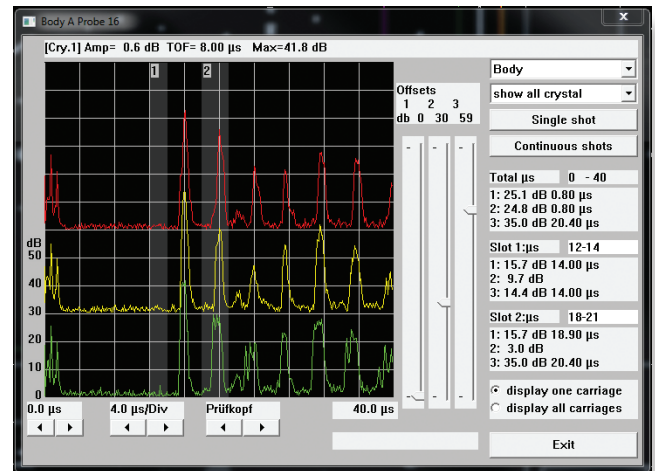 Body A Probe 16
x
[Cry.1] Amp= 0.6 dB TOF= 8.00 µs Max=41.8 dB
1 2
dB
50
40
30
20
10
0
0.0 µs 4.0 µs/Div Prüfkopf 40.0 µs
Offsets
1 2 3
db 0 30 59
Body
show all crystal
Single shot
Continuous shots
Total µs 0 - 40
1: 25.1 dB 0.80 µs
2: 24.8 dB 0.80 µs
3: 35.0 dB 20.40 µs
Slot 1:µs 12-14
1: 15.7 dB 14.00 µs
2: 9.7 dB
3: 14.4 dB 14.00 µs
Slot 2:µs 18-21
1: 15.7 dB 18.90 µs
2: 3.0 dB
3: 35.0 dB 20.40 µs
display one carriage
display all carriages
Exit